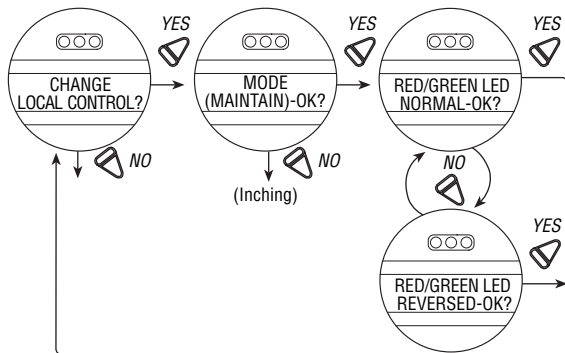 YES
YES
YES
CHANGE
LOCAL CONTROL?
MODE
(MAINTAIN)-OK?
RED/GREEN LED
NORMAL-OK?
NO
NO
NO
(Inching)
YES
RED/GREEN LED
REVERSED-OK?